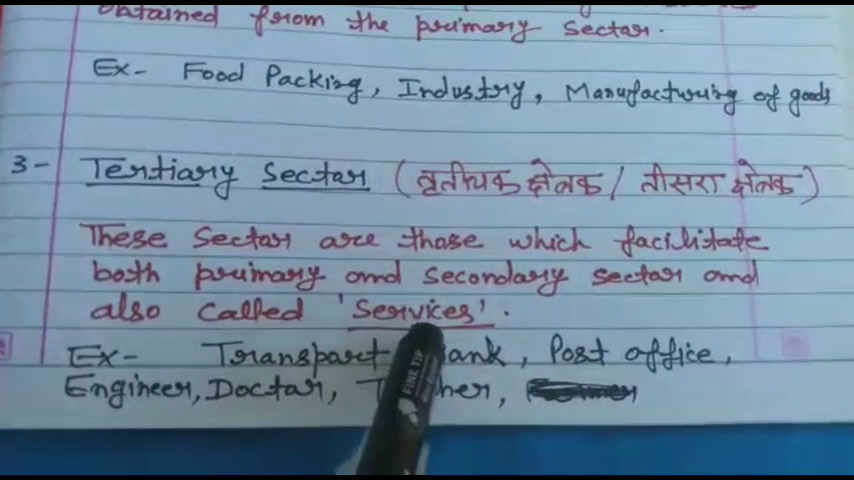 obtained from the primary Sector.
Ex- Food Packing, Industry, Manufacturing of goods
3- Tertiary Sector (तृतीयक क्षेत्रक / तीसरा क्षेत्रक)
These Sector are those which facilitate
both primary and secondary sector and
also called 'Services'.
Ex- Transport ank, Post office,
Engineer, Doctor, T her,